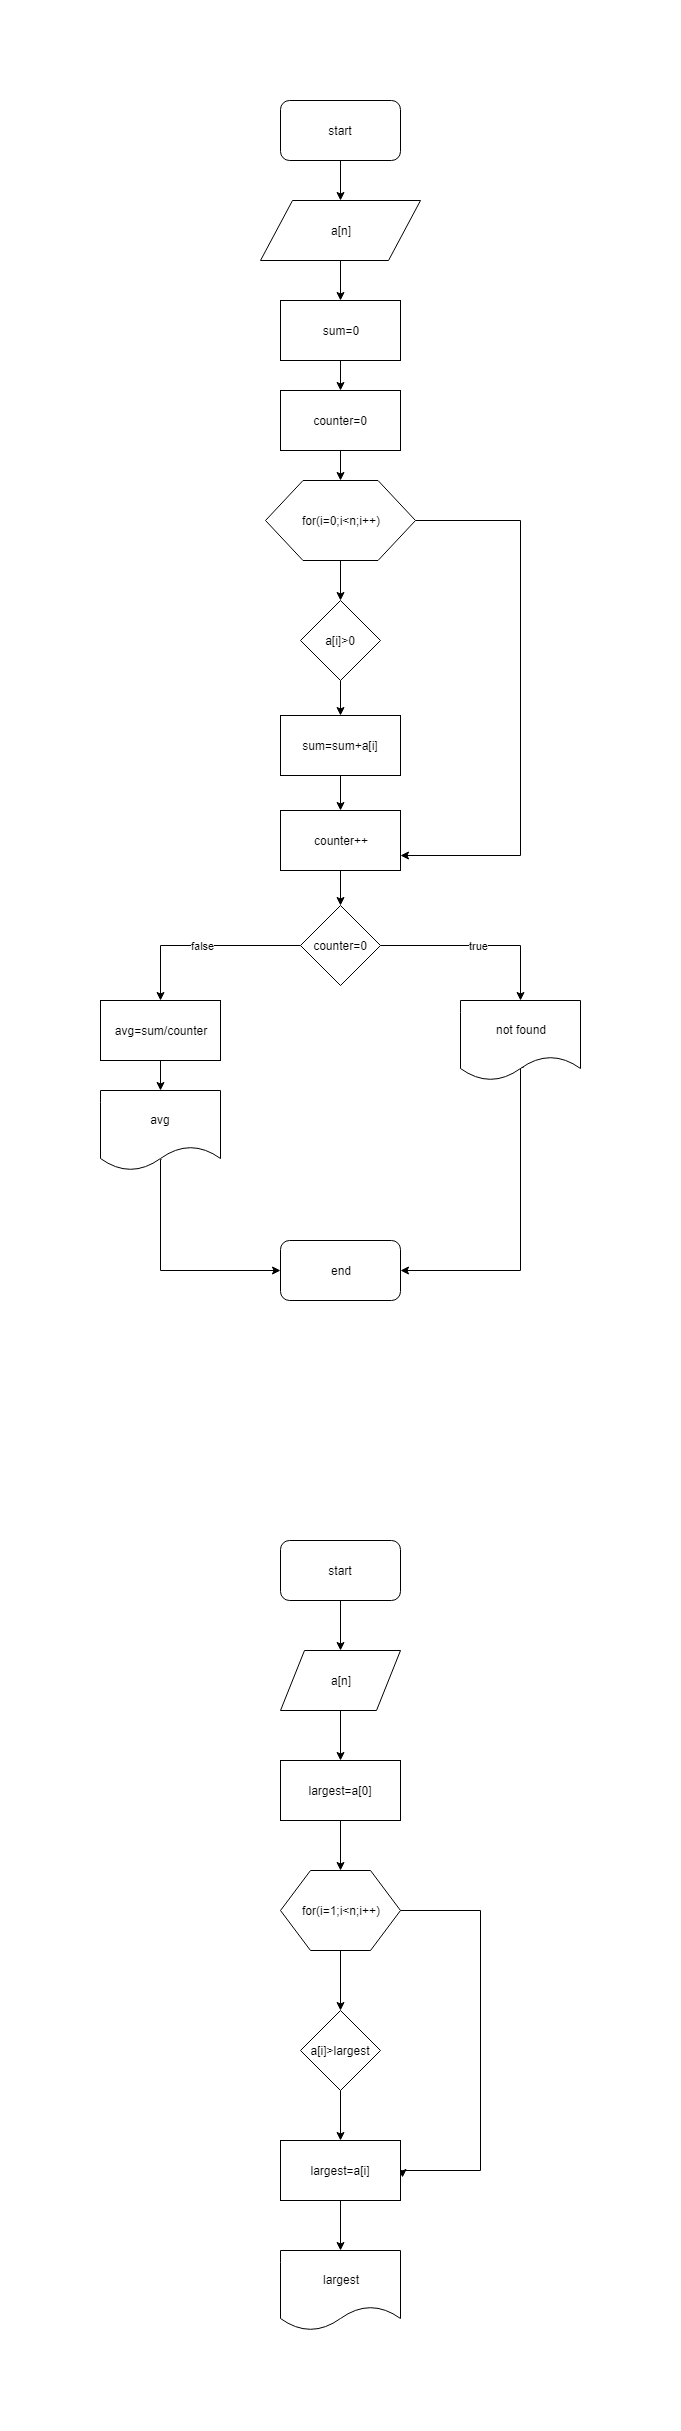 start
a[n]
sum=0
counter=0
for(i=0;i<n;i++)
a[i]>0
sum=sum+a[i]
counter++
false
counter=0
true
avg=sum/counter
not found
avg
end
start
a[n]
largest=a[0]
for(i=1;i<n;i++)
a[i]>largest
largest=a[i]
largest